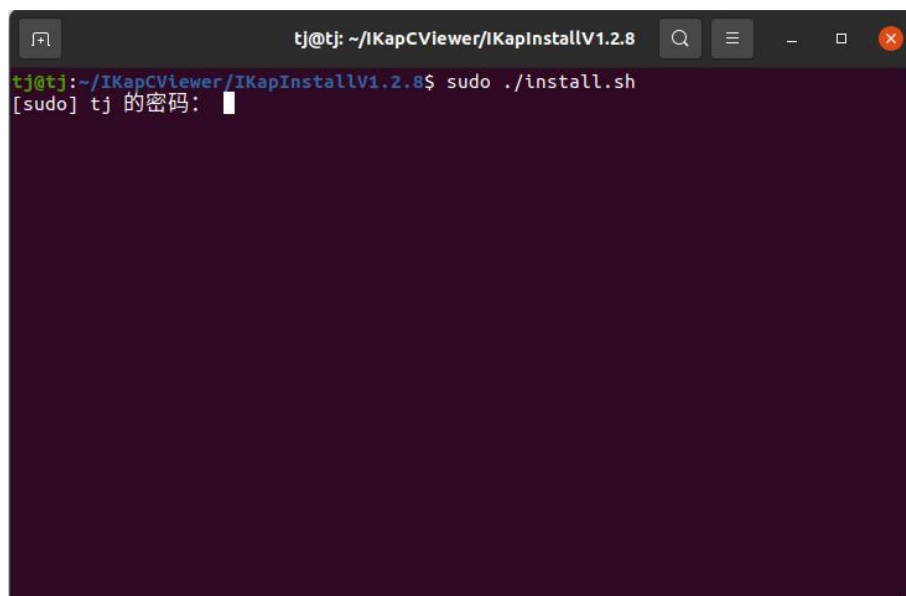 tj@tj: ~/IKapCViewer/IKapInstallV1.2.8
tj@tj:~/IKapCViewer/IKapInstallV1.2.8$ sudo ./install.sh
[sudo] tj 的密码：